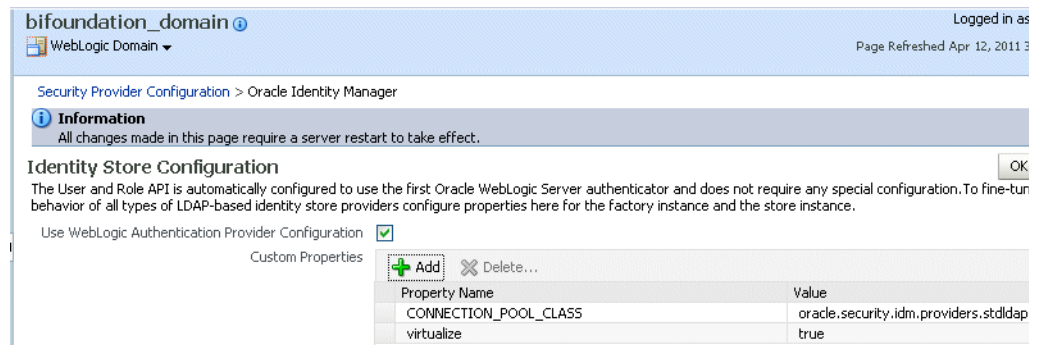 bifoundation_domain
Logged in as
WebLogic Domain
Page Refreshed Apr 12, 2011 3
Security Provider Configuration > Oracle Identity Manager
Information
All changes made in this page require a server restart to take effect.
Identity Store Configuration
OK
The User and Role API is automatically configured to use the first Oracle WebLogic Server authenticator and does not require any special configuration.To fine-tun
behavior of all types of LDAP-based identity store providers configure properties here for the factory instance and the store instance.
Use WebLogic Authentication Provider Configuration
Custom Properties
Add Delete...
Property Name Value
CONNECTION_POOL_CLASS oracle.security.idm.providers.stdldap
virtualize true